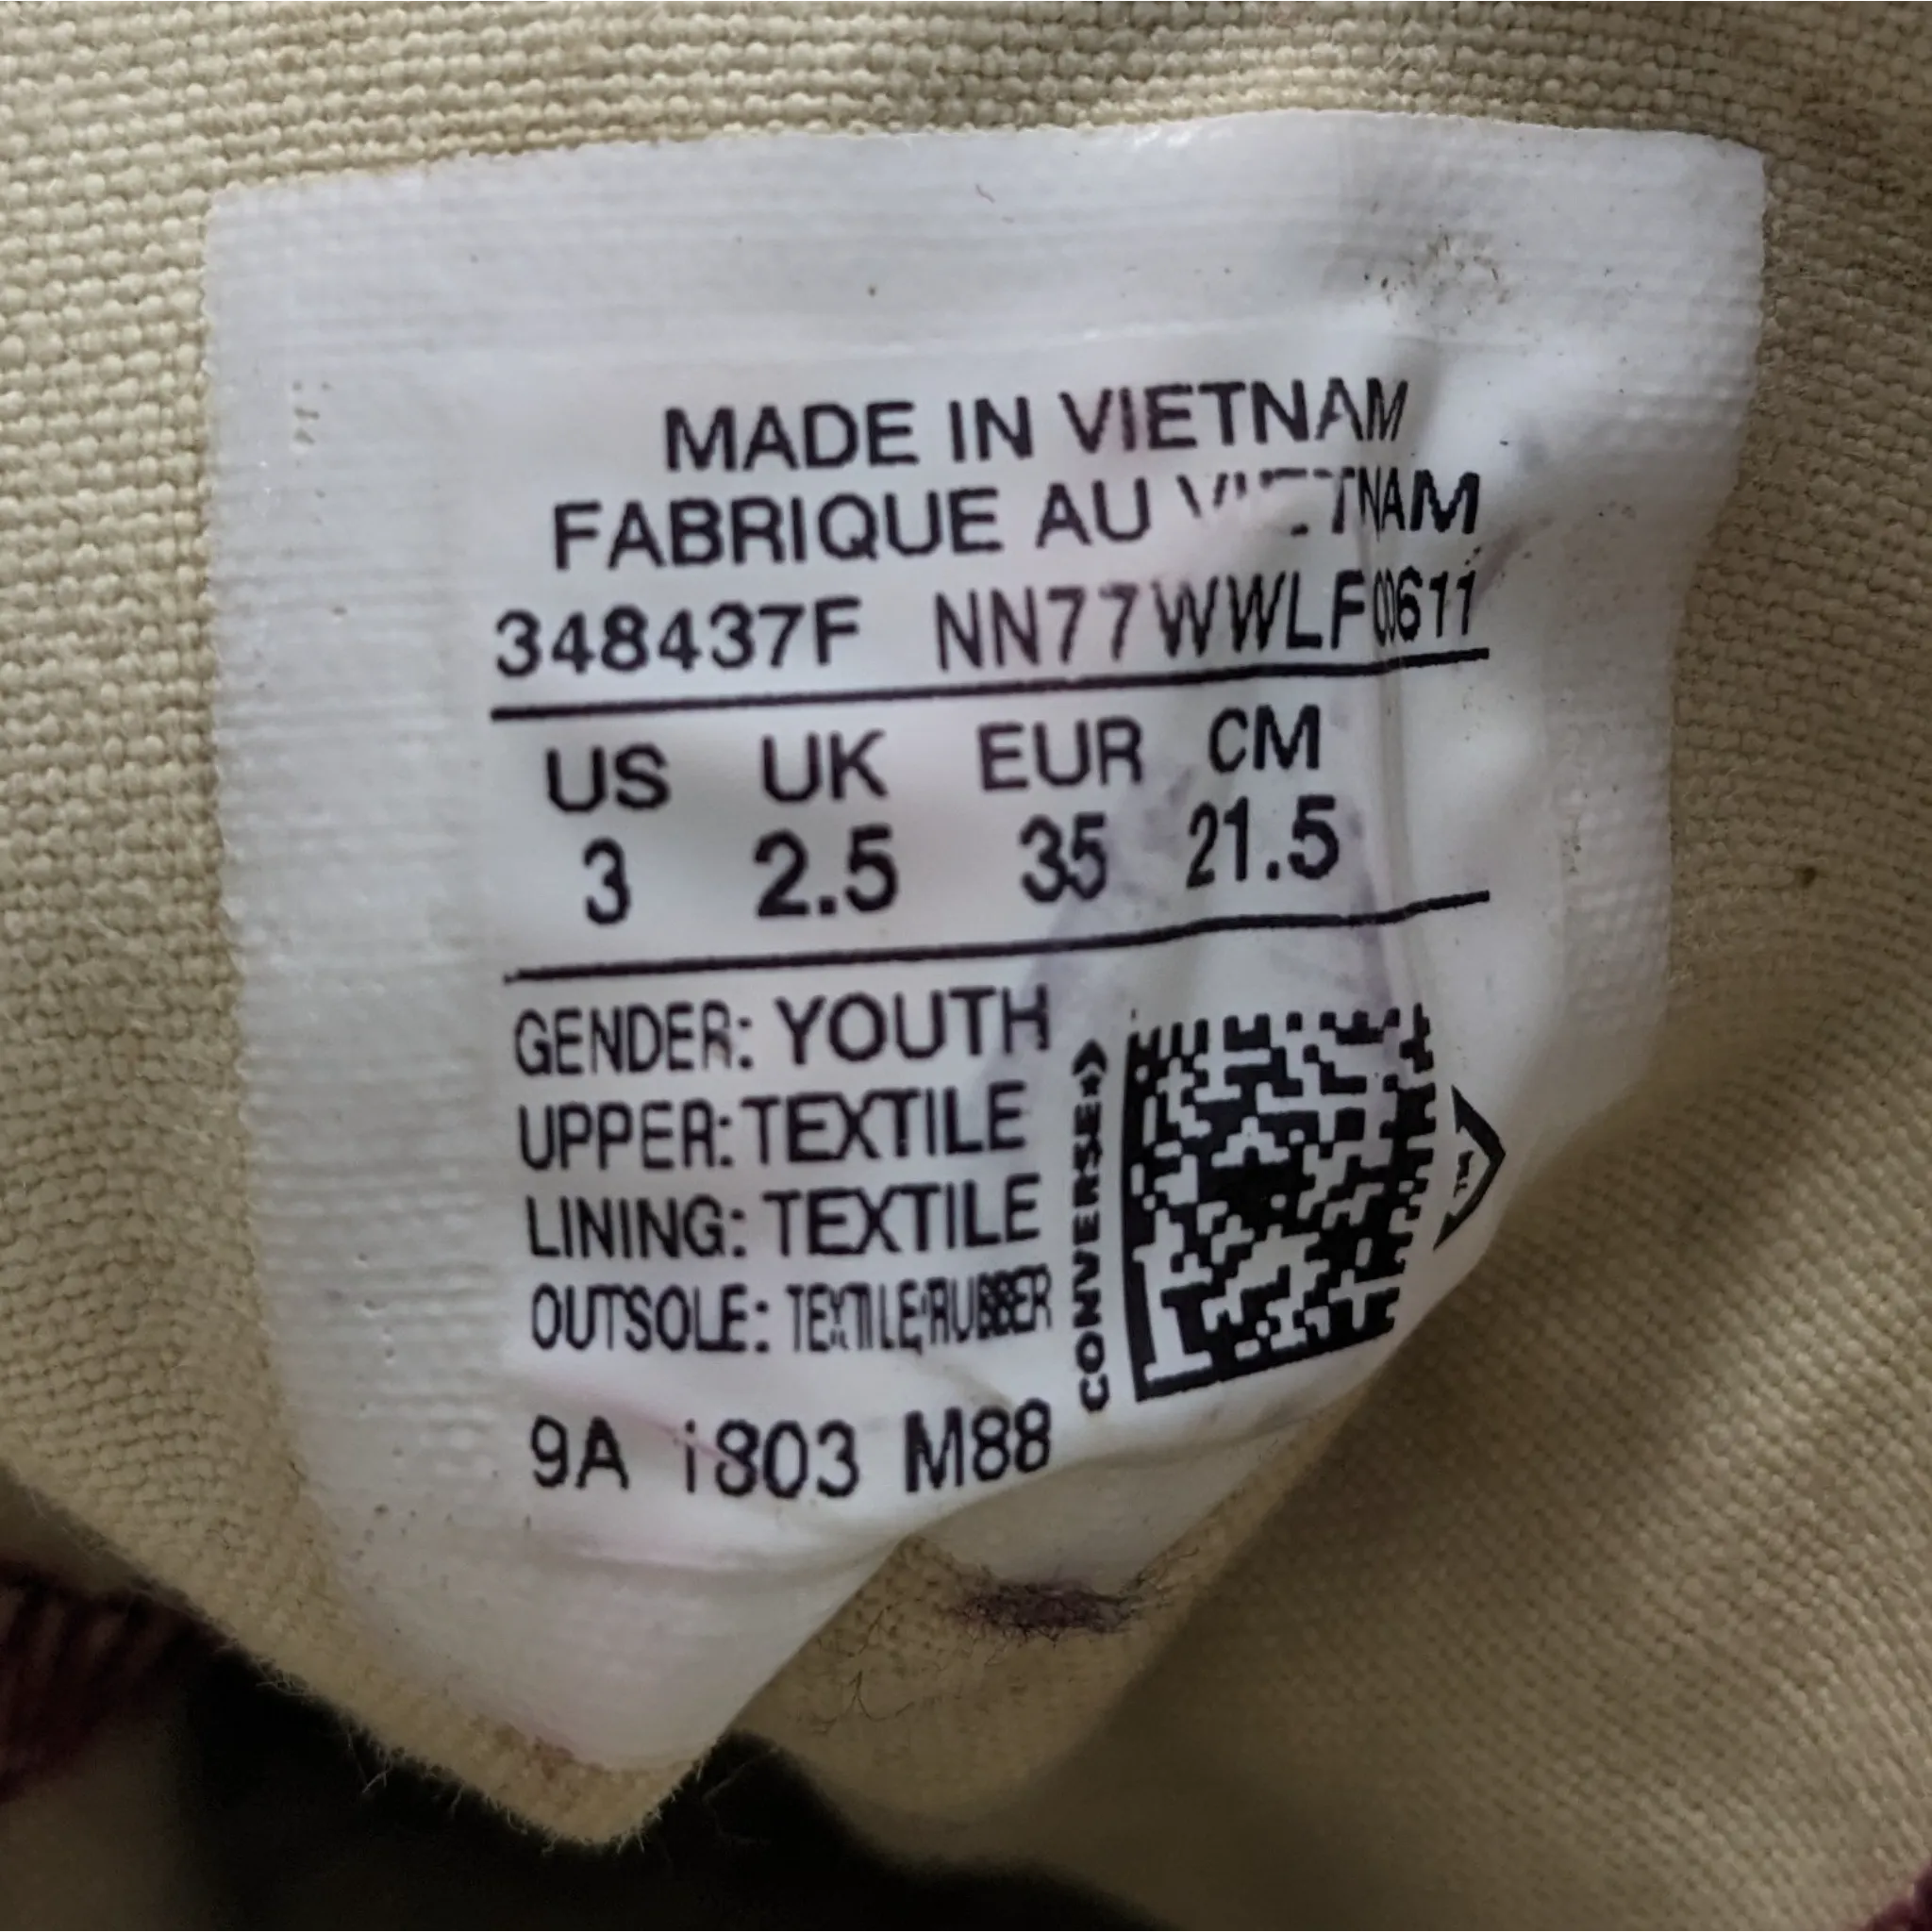 MADE IN VIETNAM
FABRIQUE AU VIETNAM
348437F NN77WWLF00611
US UK EUR CM
3 2.5 35 21.5
GENDER: YOUTH
UPPER: TEXTILE
LINING: TEXTILE
OUTSOLE: TEXTILE/RUBBER
9A i803 M88
CONVERSE
TM